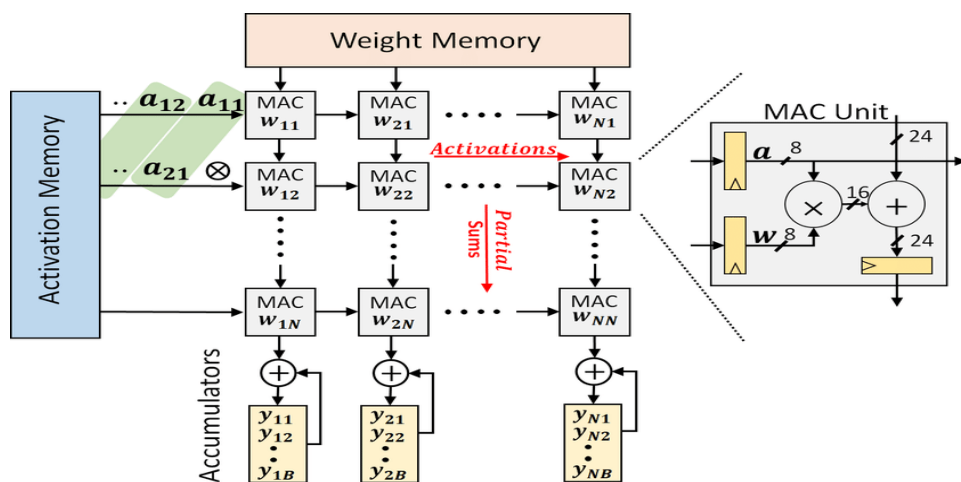 Weight Memory
Activation Memory
.. a12 a11
MAC w11
MAC w21
MAC wN1
.. a21 ⊗
Activations
MAC w12
MAC w22
MAC wN2
Partial Sums
MAC w1N
MAC w2N
MAC wNN
Accumulators
+
+
+
y11
y12
y1B
y21
y22
y2B
yN1
yN2
yNB
MAC Unit
24
a 8
× 16 +
w 8
24